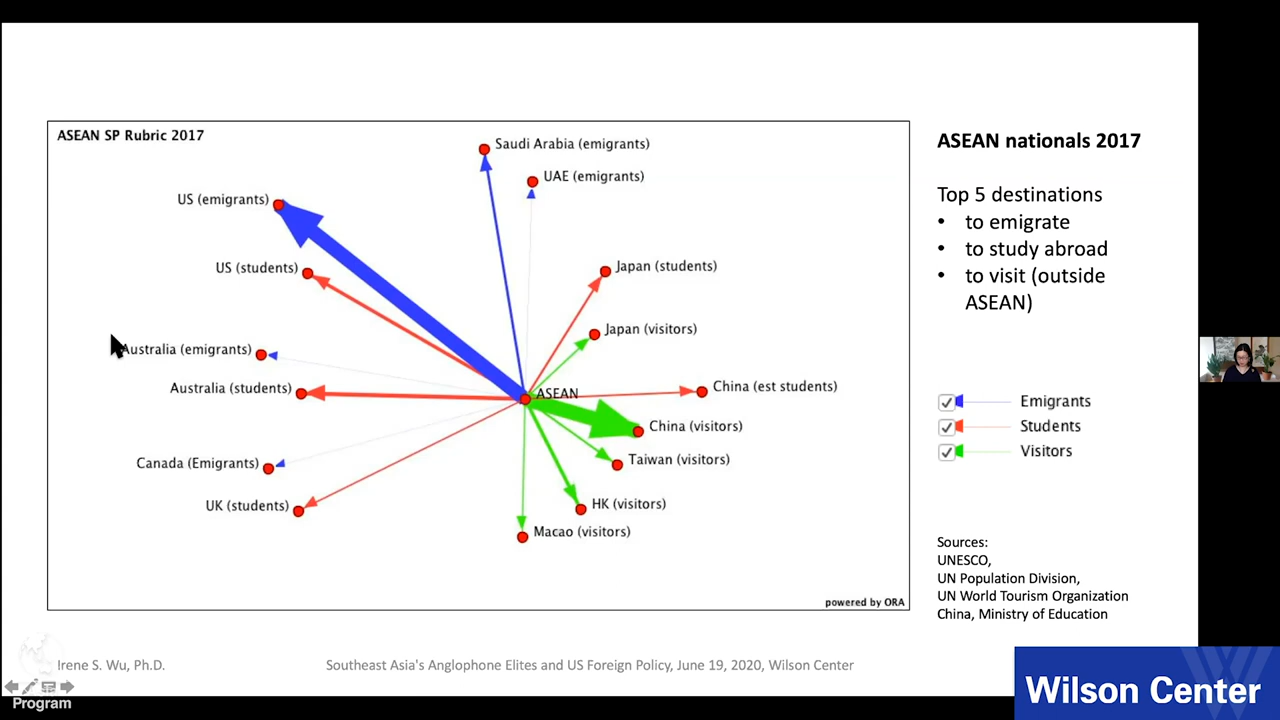 ASEAN SP Rubric 2017
Saudi Arabia (emigrants)
UAE (emigrants)
US (emigrants)
US (students)
Japan (students)
Japan (visitors)
Australia (emigrants)
Australia (students)
ASEAN
China (est students)
China (visitors)
Taiwan (visitors)
Canada (Emigrants)
UK (students)
HK (visitors)
Macao (visitors)
powered by ORA
ASEAN nationals 2017
Top 5 destinations
• to emigrate
• to study abroad
• to visit (outside
ASEAN)
Emigrants
Students
Visitors
Sources:
UNESCO,
UN Population Division,
UN World Tourism Organization
China, Ministry of Education
Irene S. Wu, Ph.D.
Southeast Asia's Anglophone Elites and US Foreign Policy, June 19, 2020, Wilson Center
Program
Wilson Center